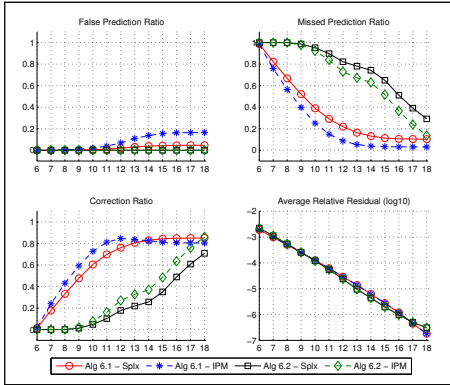 False Prediction Ratio
Missed Prediction Ratio
1
0.8
0.6
0.4
0.2
0
6 7 8 9 10 11 12 13 14 15 16 17 18
1
0.8
0.6
0.4
0.2
0
6 7 8 9 10 11 12 13 14 15 16 17 18
Correction Ratio
Average Relative Residual (log10)
1
0.8
0.6
0.4
0.2
0
6 7 8 9 10 11 12 13 14 15 16 17 18
−2
−3
−4
−5
−6
−7
6 7 8 9 10 11 12 13 14 15 16 17 18
Alg 6.1 − Splx Alg 6.1 − IPM Alg 6.2 − Splx Alg 6.2 − IPM